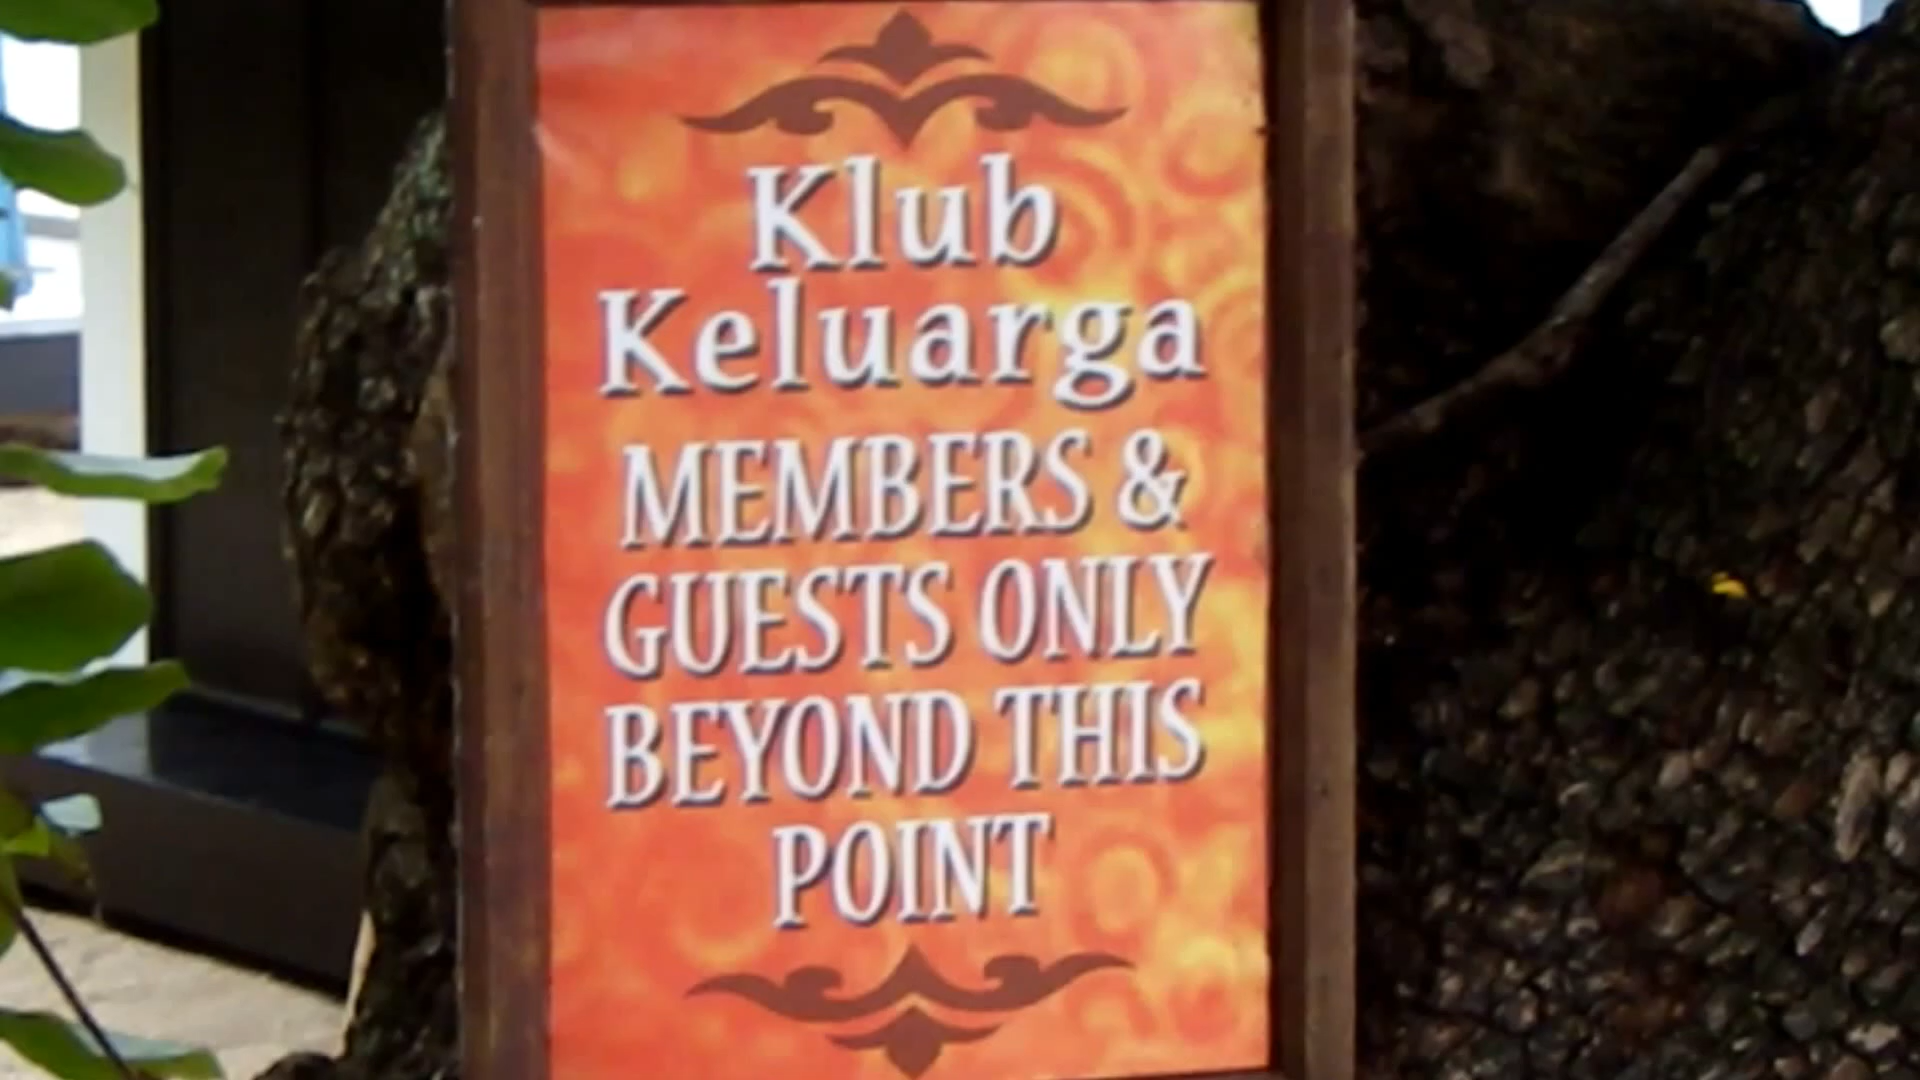 Klub
Keluarga
MEMBERS &
GUESTS ONLY
BEYOND THIS
POINT